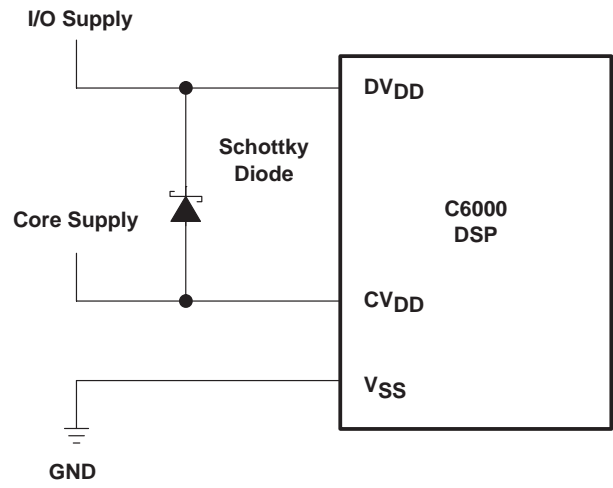 I/O Supply
DVDD
Schottky
Diode
C6000
DSP
Core Supply
CVDD
VSS
GND